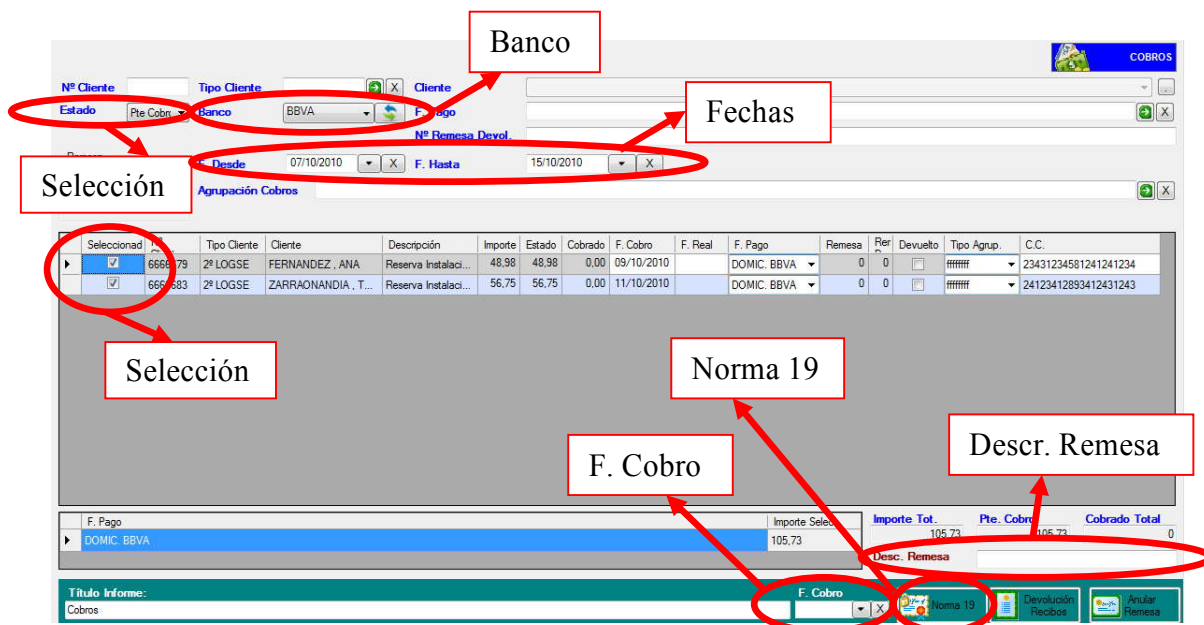 Banco
COBROS
Nº Cliente Tipo Cliente X Cliente
Estado Pte Cobr Banco BBVA F. Pago X
Fechas
Nº Remesa Devol.
F. Desde 07/10/2010 X F. Hasta 15/10/2010 X
Selección
Agrupación Cobros X
Seleccionad Nº Tipo Cliente Cliente Descripción Importe Estado Cobrado F. Cobro F. Real F. Pago Remesa Rer Devuelto Tipo Agrup. C.C.
2º LOGSE FERNANDEZ , ANA Reserva Instalaci... 48,98 48,98 0,00 09/10/2010 DOMIC. BBVA 0 0 ffffffff 23431234581241241234
2º LOGSE ZARRAONANDIA , T... Reserva Instalaci... 56,75 56,75 0,00 11/10/2010 DOMIC. BBVA 0 0 ffffffff 24123412893412431243
Selección
Norma 19
F. Cobro
Descr. Remesa
F. Pago Importe Selec
DOMIC. BBVA 105,73
Importe Tot. Pte. Cobro Cobrado Total
105,73 105,73 0
Desc. Remesa
Título Informe: F. Cobro
Cobros X Norma 19 Devolución Recibos Anular Remesa